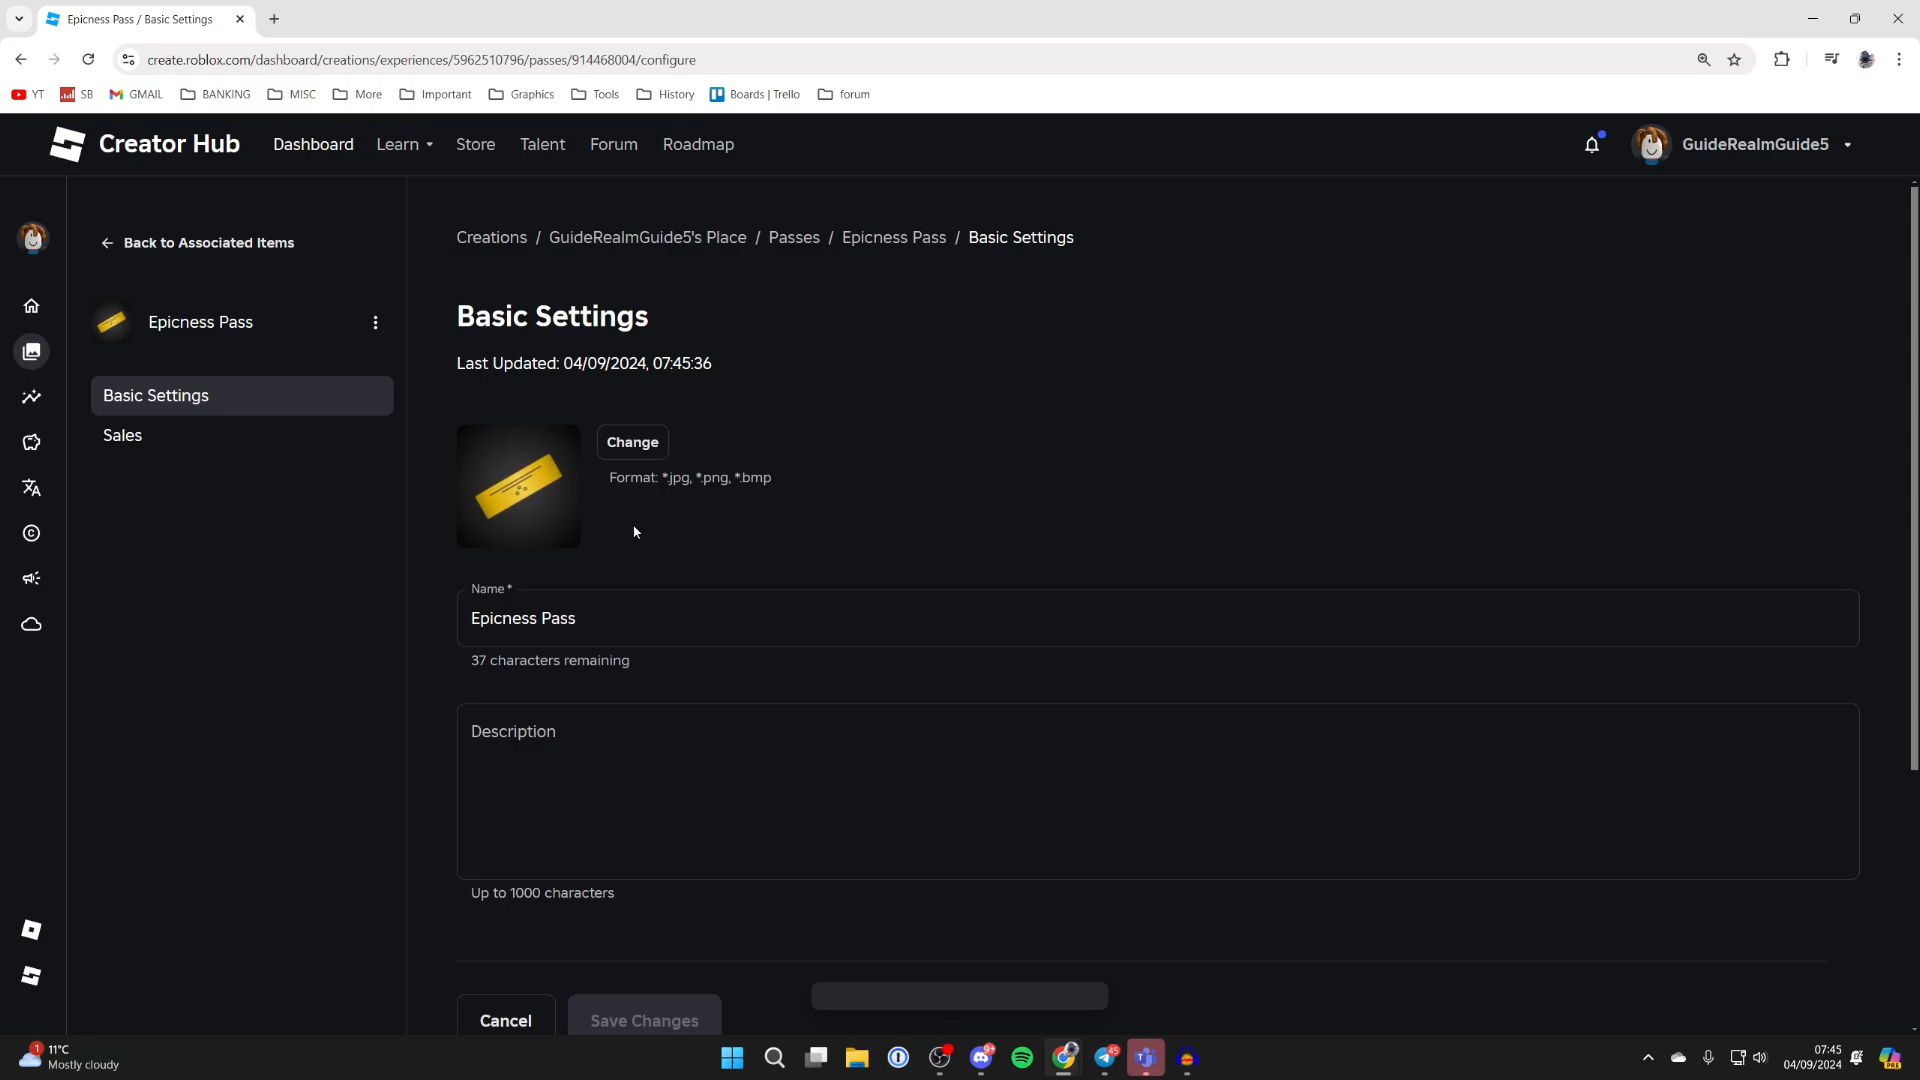 Epicness Pass / Basic Settings
create.roblox.com/dashboard/creations/experiences/5962510796/passes/914468004/configure
YT
SB
GMAIL
BANKING
MISC
More
Important
Graphics
Tools
History
Boards | Trello
forum
Creator Hub
Dashboard
Learn
Store
Talent
Forum
Roadmap
GuideRealmGuide5
Back to Associated Items
Creations / GuideRealmGuide5's Place / Passes / Epicness Pass / Basic Settings
Epicness Pass
Basic Settings
Sales
Basic Settings
Last Updated: 04/09/2024, 07:45:36
Change
Format: *.jpg, *.png, *.bmp
Name *
Epicness Pass
37 characters remaining
Description
Up to 1000 characters
Cancel
Save Changes
1
11°C
Mostly cloudy
9+
45
PRE
07:45
04/09/2024